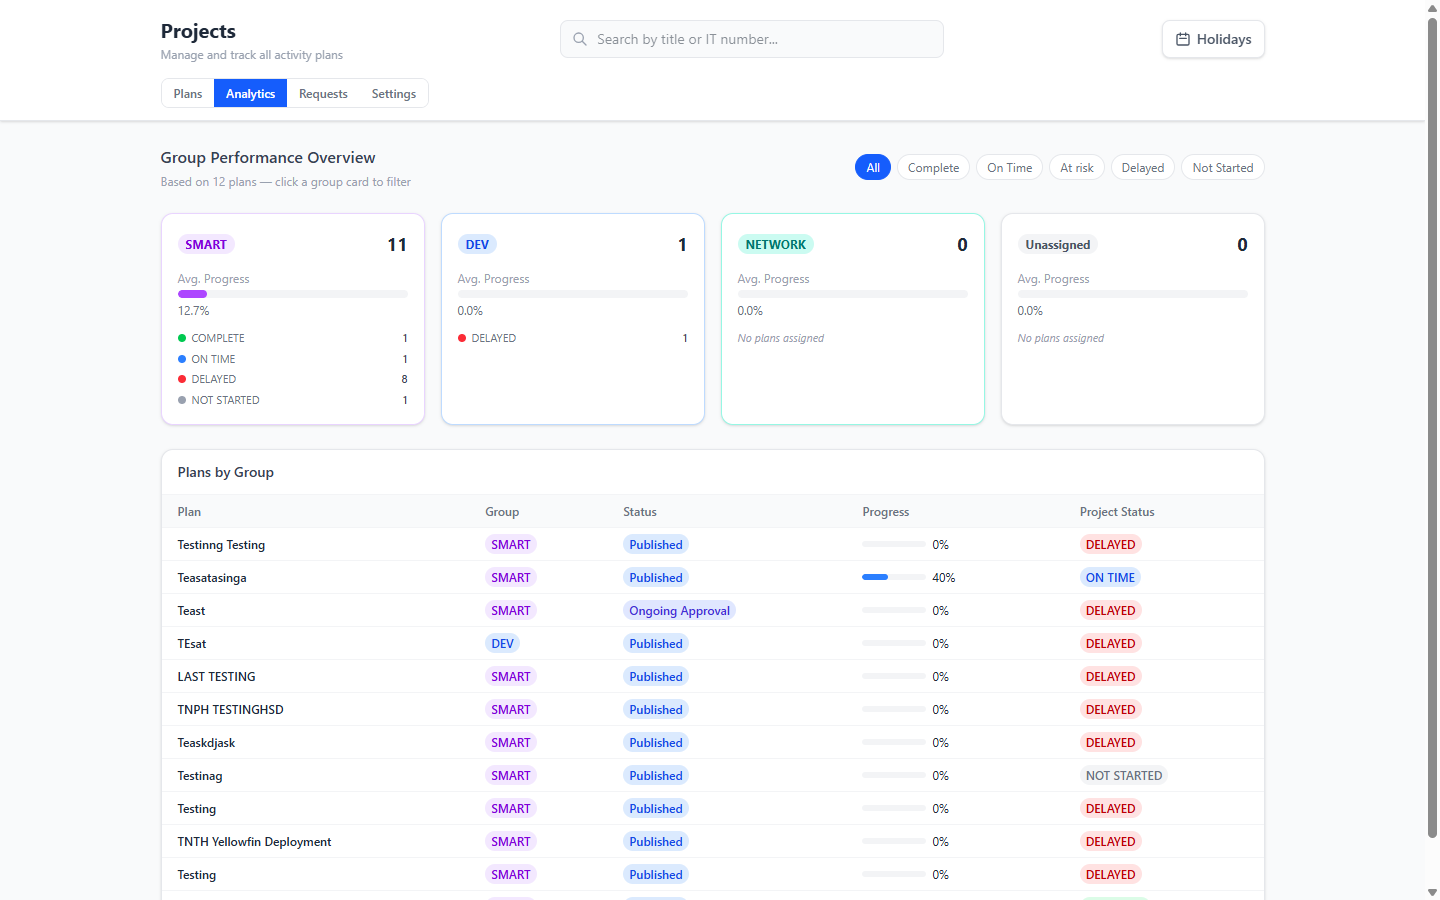 Projects
Manage and track all activity plans
Search by title or IT number...
Holidays
Plans Analytics Requests Settings
Group Performance Overview
Based on 12 plans — click a group card to filter
All Complete On Time At risk Delayed Not Started
SMART 11
Avg. Progress
12.7%
COMPLETE 1
ON TIME 1
DELAYED 8
NOT STARTED 1
DEV 1
Avg. Progress
0.0%
DELAYED 1
NETWORK 0
Avg. Progress
0.0%
No plans assigned
Unassigned 0
Avg. Progress
0.0%
No plans assigned
Plans by Group
Plan Group Status Progress Project Status
Testinng Testing SMART Published 0% DELAYED
Teasatasinga SMART Published 40% ON TIME
Teast SMART Ongoing Approval 0% DELAYED
TEsat DEV Published 0% DELAYED
LAST TESTING SMART Published 0% DELAYED
TNPH TESTINGHSD SMART Published 0% DELAYED
Teaskdjask SMART Published 0% DELAYED
Testinag SMART Published 0% NOT STARTED
Testing SMART Published 0% DELAYED
TNTH Yellowfin Deployment SMART Published 0% DELAYED
Testing SMART Published 0% DELAYED